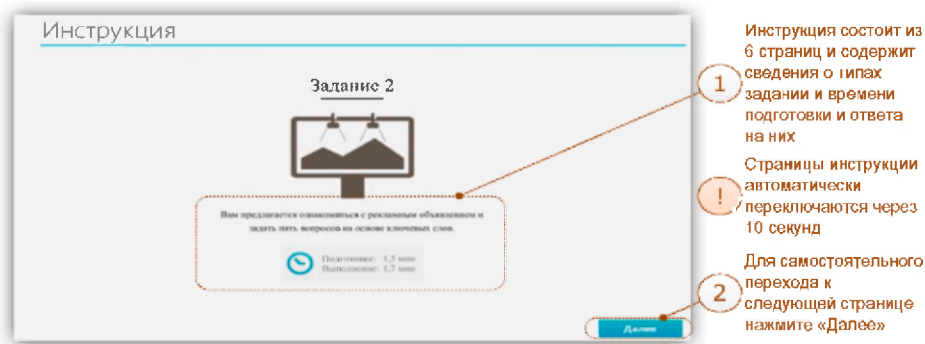 Инструкция
Задание 2
Вам предлагается ознакомиться с рекламным объявлением и
задать пять вопросов на основе ключевых слов.
Подготовка: 1,5 мин
Выполнение: 1,7 мин
Далее
1
Инструкция состоит из
6 страниц и содержит
сведения о типах
задании и времени
подготовки и ответа
на них
!
Страницы инструкции
автоматически
переключаются через
10 секунд
2
Для самостоятельного
перехода к
следующей странице
нажмите «Далее»